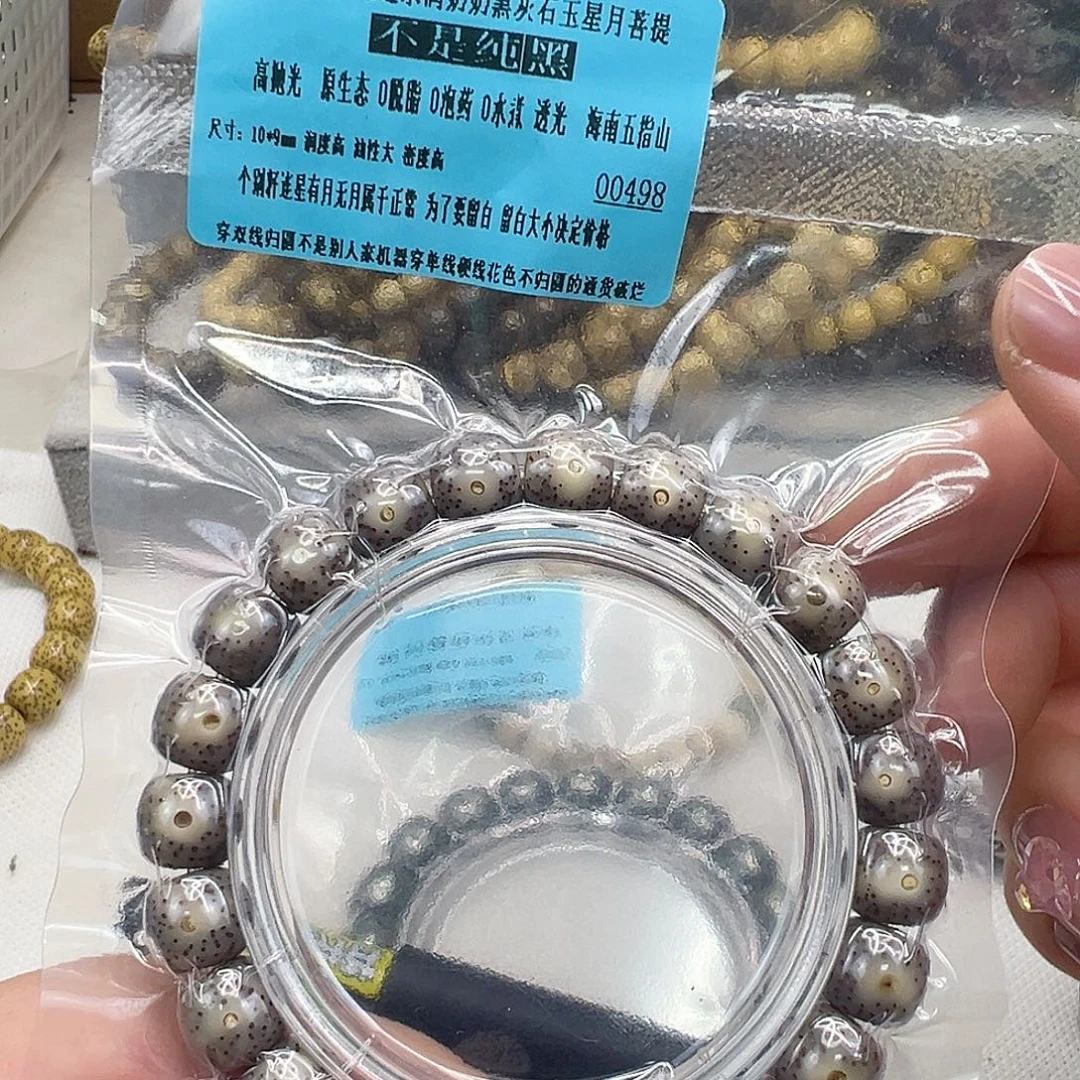 黑灰石玉星月菩提
不是纯黑
高抛光 原生态 0脱脂 0泡药 0水煮 透光 海南五指山
尺寸：10*9mm 润度高 油性大 密度高
00498
个别籽连星有月无月属于正常 为了要留白 留白大小决定价格
穿双线归圆不是别人家机器穿单线硬线花色不归圆的通货破烂